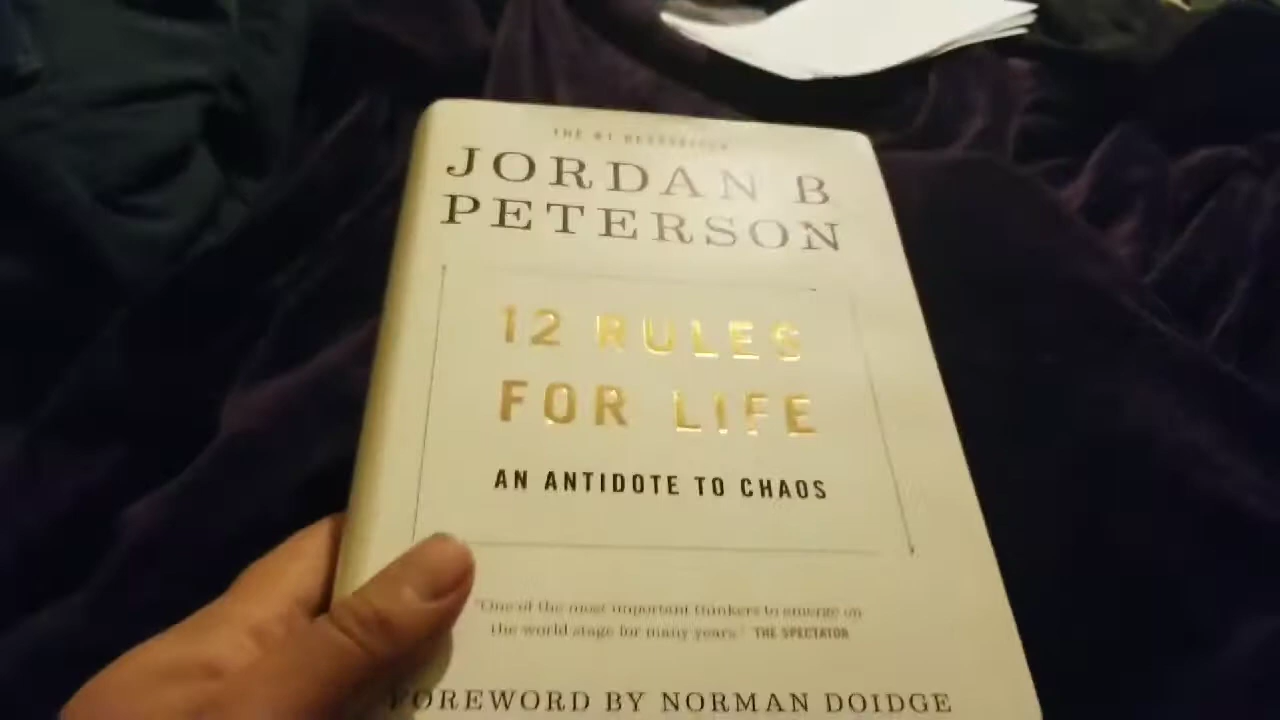 THE #1 BESTSELLER
JORDAN B
PETERSON
12 RULES
FOR LIFE
AN ANTIDOTE TO CHAOS
"One of the most important thinkers to emerge on
the world stage for many years." THE SPECTATOR
FOREWORD BY NORMAN DOIDGE